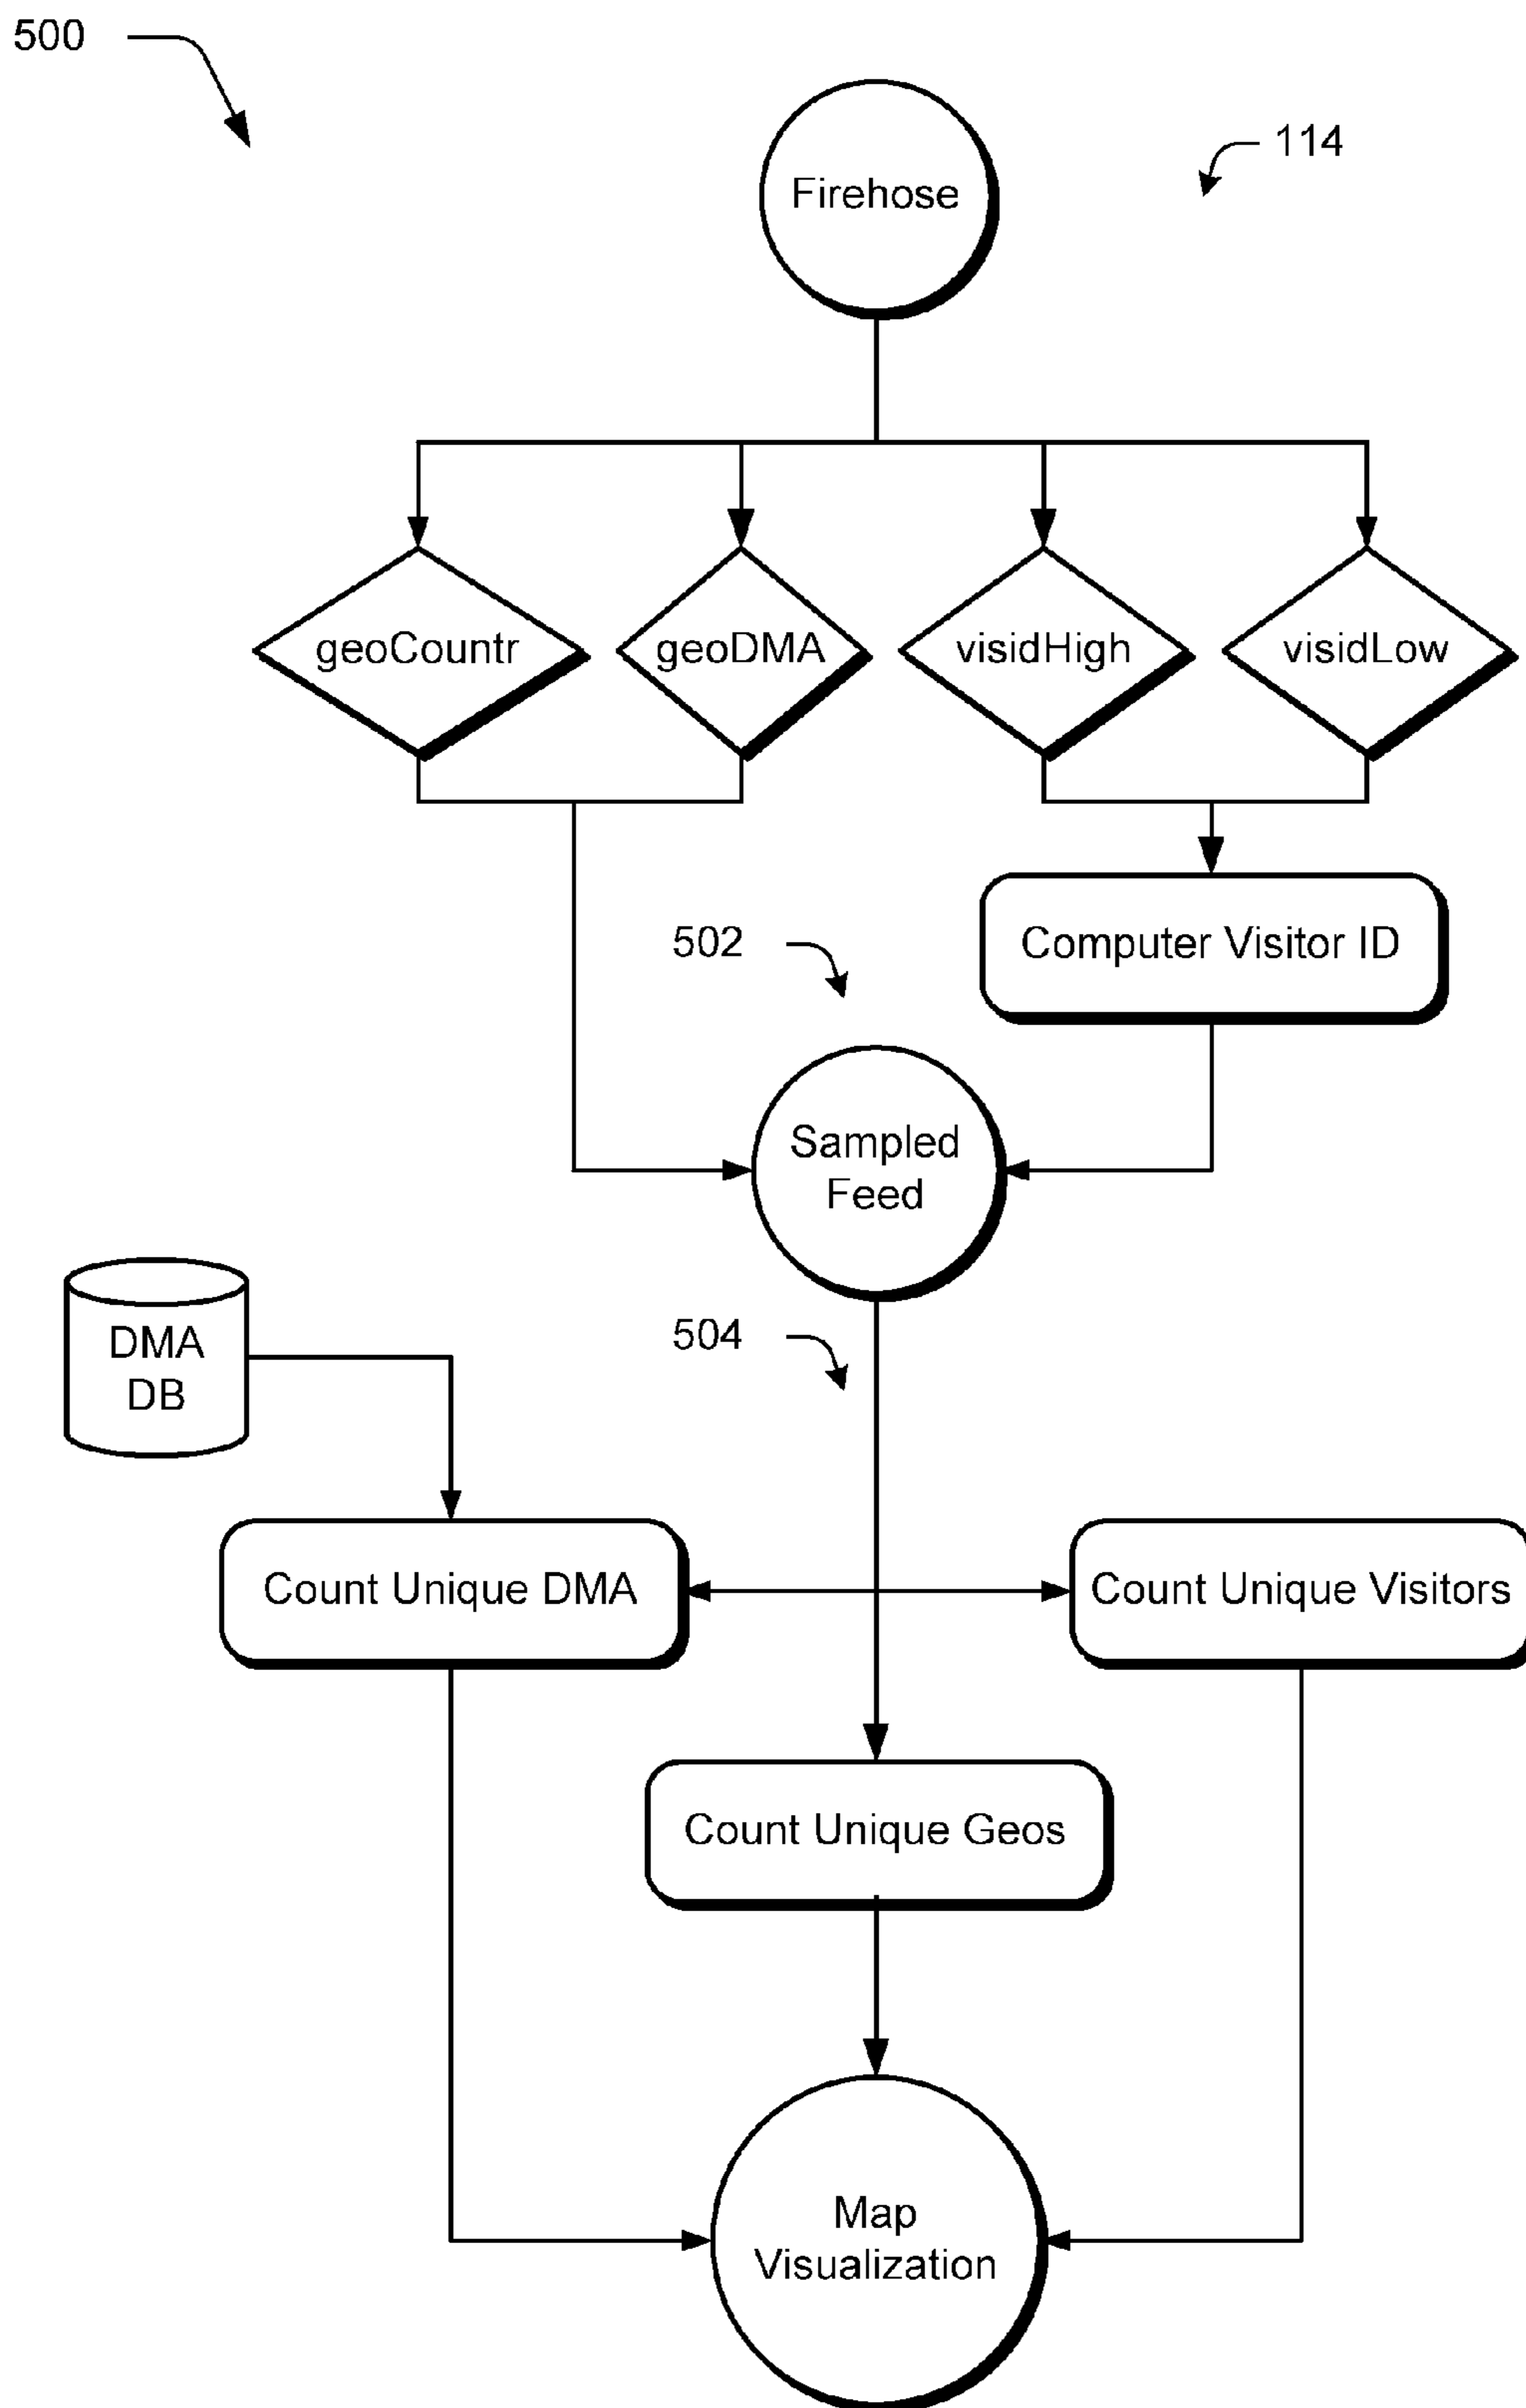 500
114
Firehose
geoCountr
geoDMA
visidHigh
visidLow
Computer Visitor ID
502
Sampled
Feed
504
DMA
DB
Count Unique DMA
Count Unique Visitors
Count Unique Geos
Map
Visualization